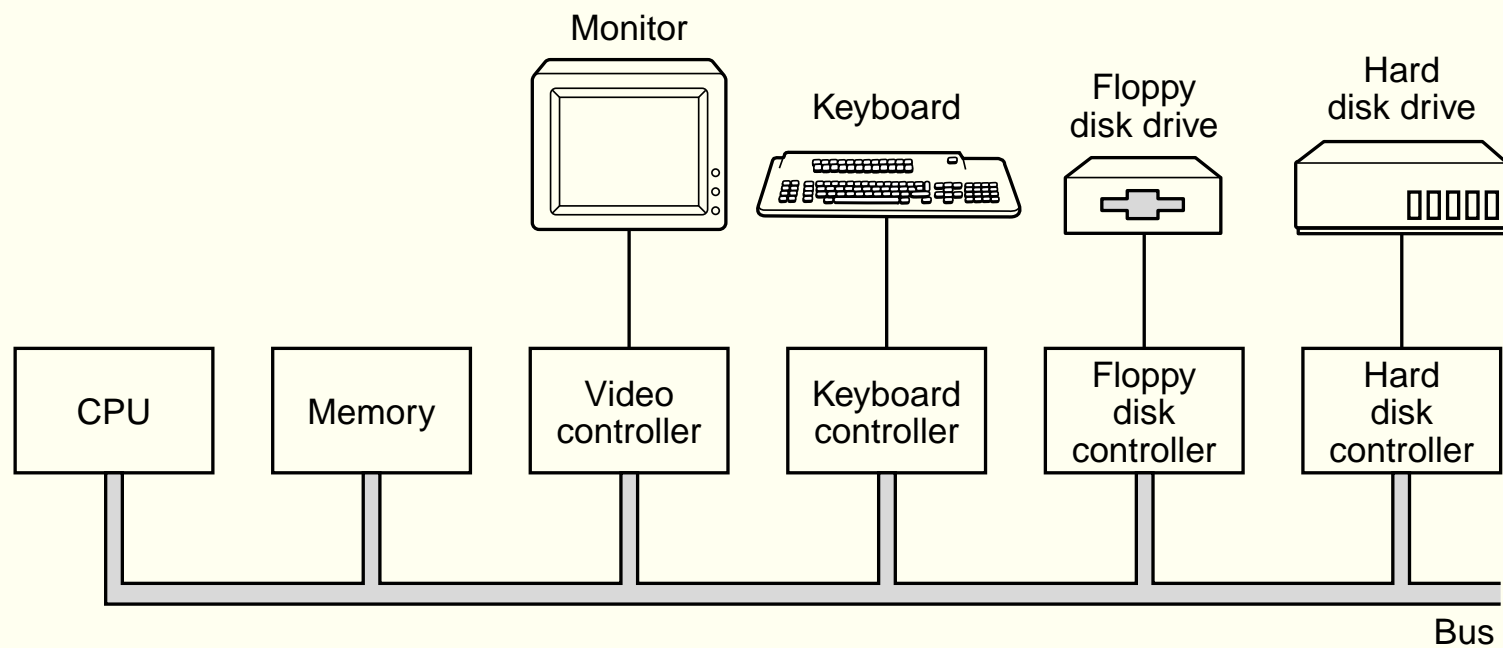 Monitor
Keyboard
Floppy
disk drive
Hard
disk drive
CPU
Memory
Video
controller
Keyboard
controller
Floppy
disk
controller
Hard
disk
controller
Bus